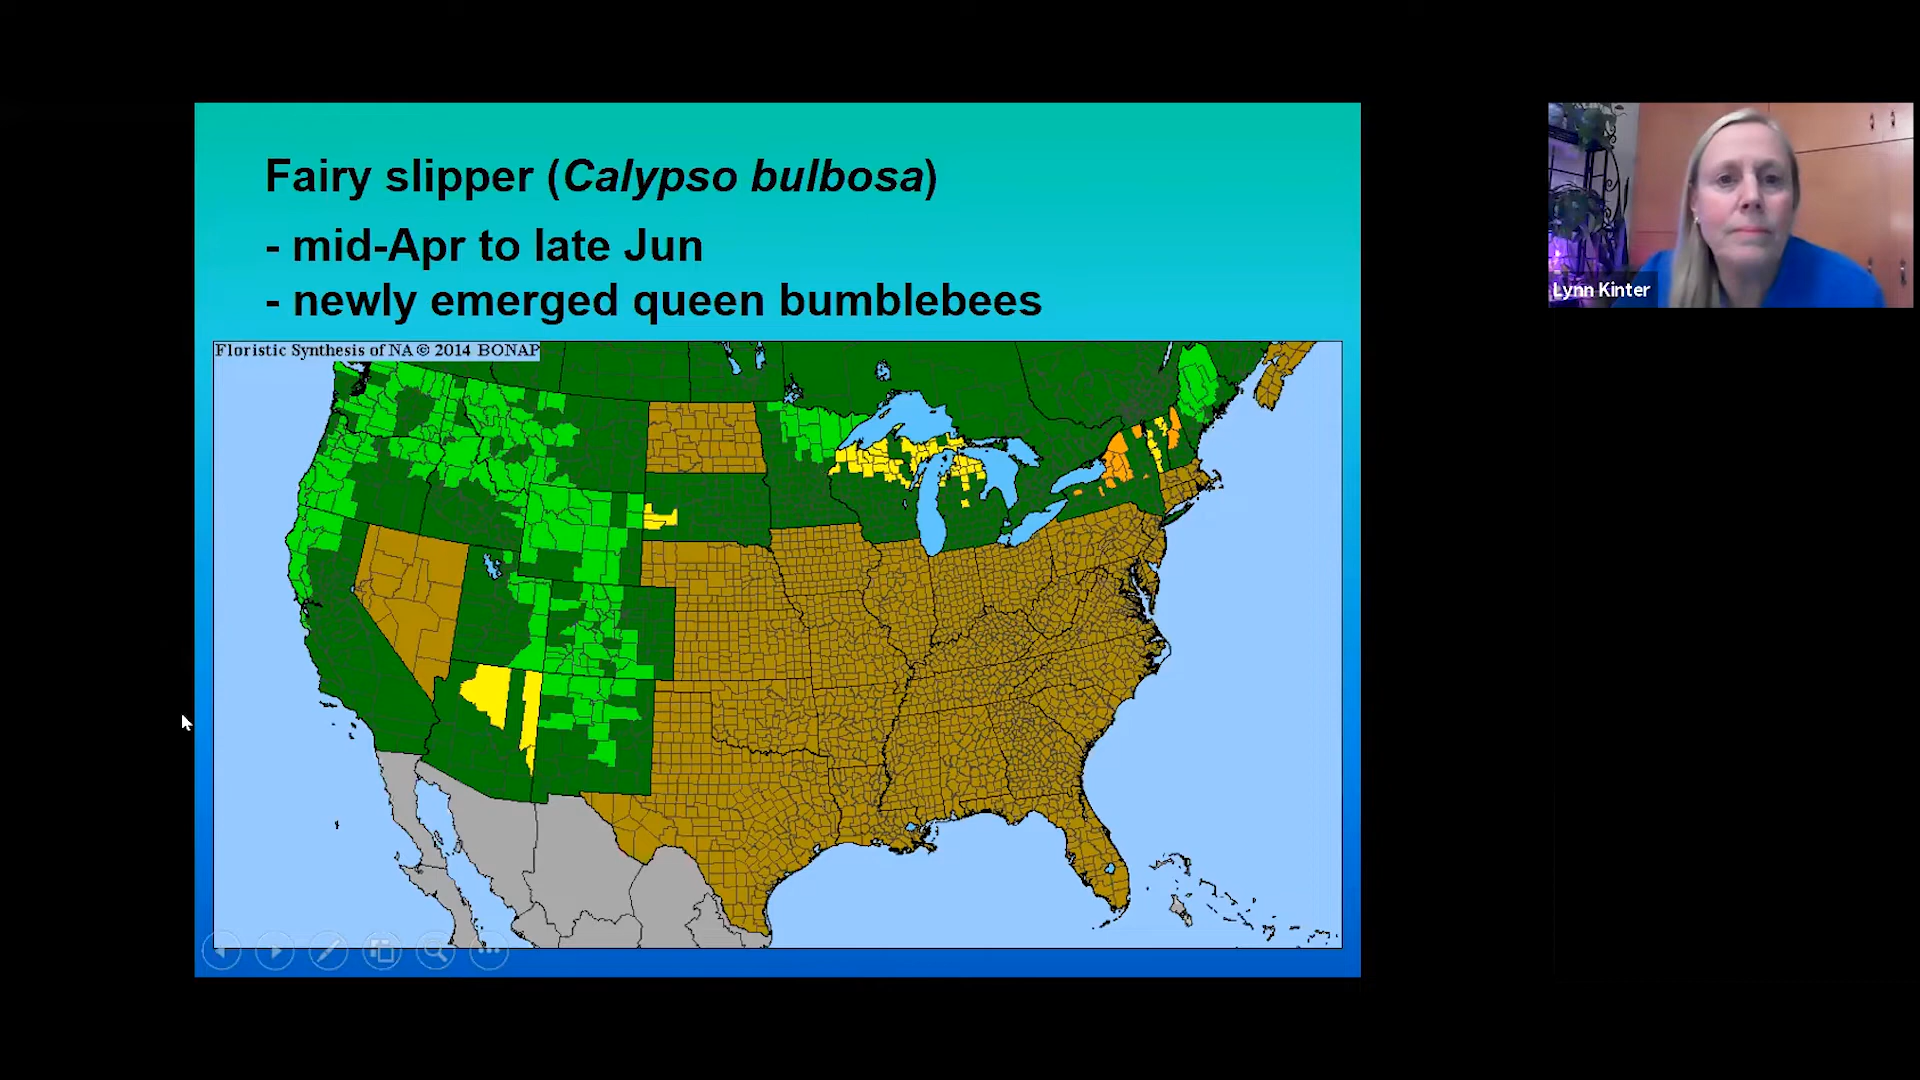 Fairy slipper (Calypso bulbosa)
- mid-Apr to late Jun
- newly emerged queen bumblebees
Floristic Synthesis of NA © 2014 BONAP
Lynn Kinter